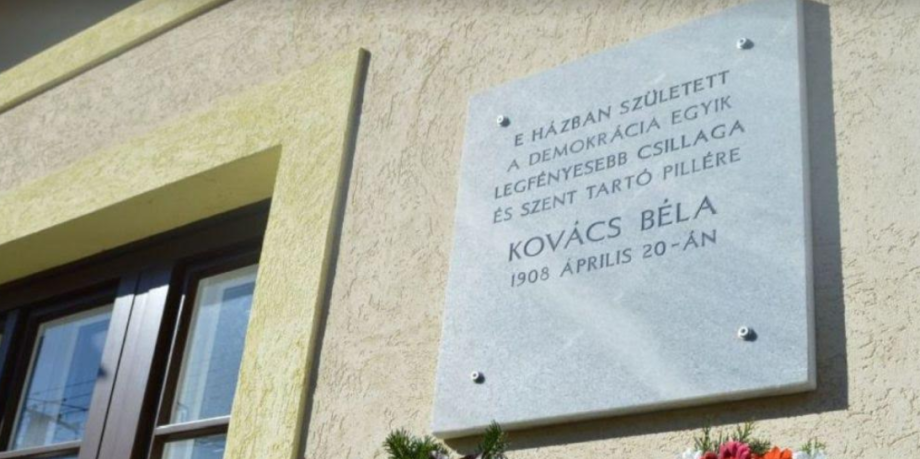 E HÁZBAN SZÜLETETT
A DEMOKRÁCIA EGYIK
LEGFÉNYESEBB CSILLAGA
ÉS SZENT TARTÓ PILLÉRE
KOVÁCS BÉLA
1908 ÁPRILIS 20-ÁN